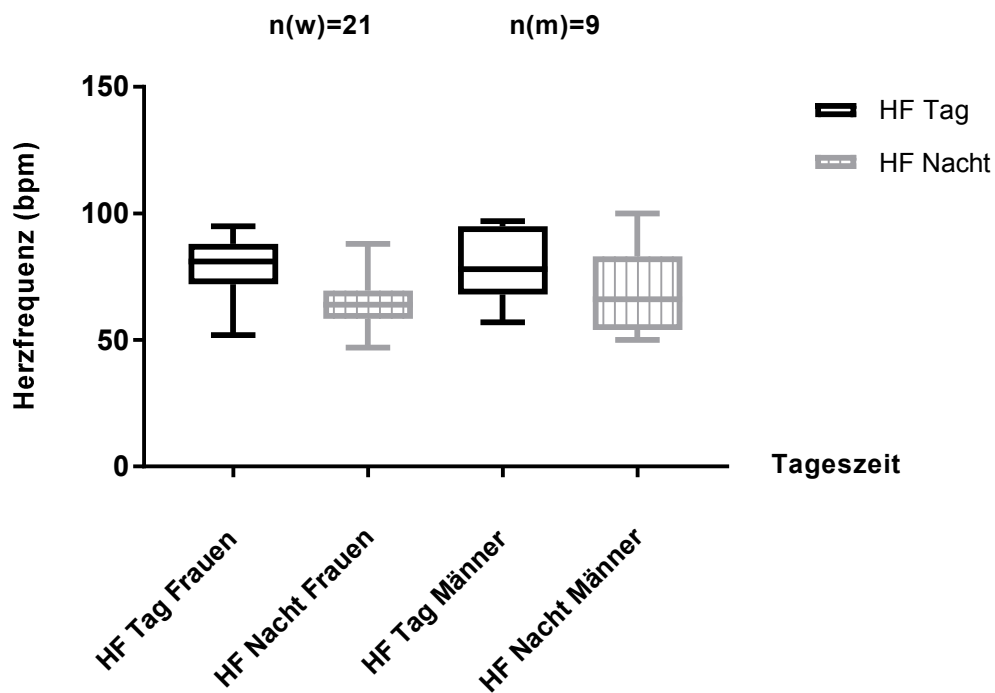 n(w)=21 n(m)=9
150
100
50
0
Herzfrequenz (bpm)
HF Tag
HF Nacht
Tageszeit
HF Tag Frauen
HF Nacht Frauen
HF Tag Männer
HF Nacht Männer